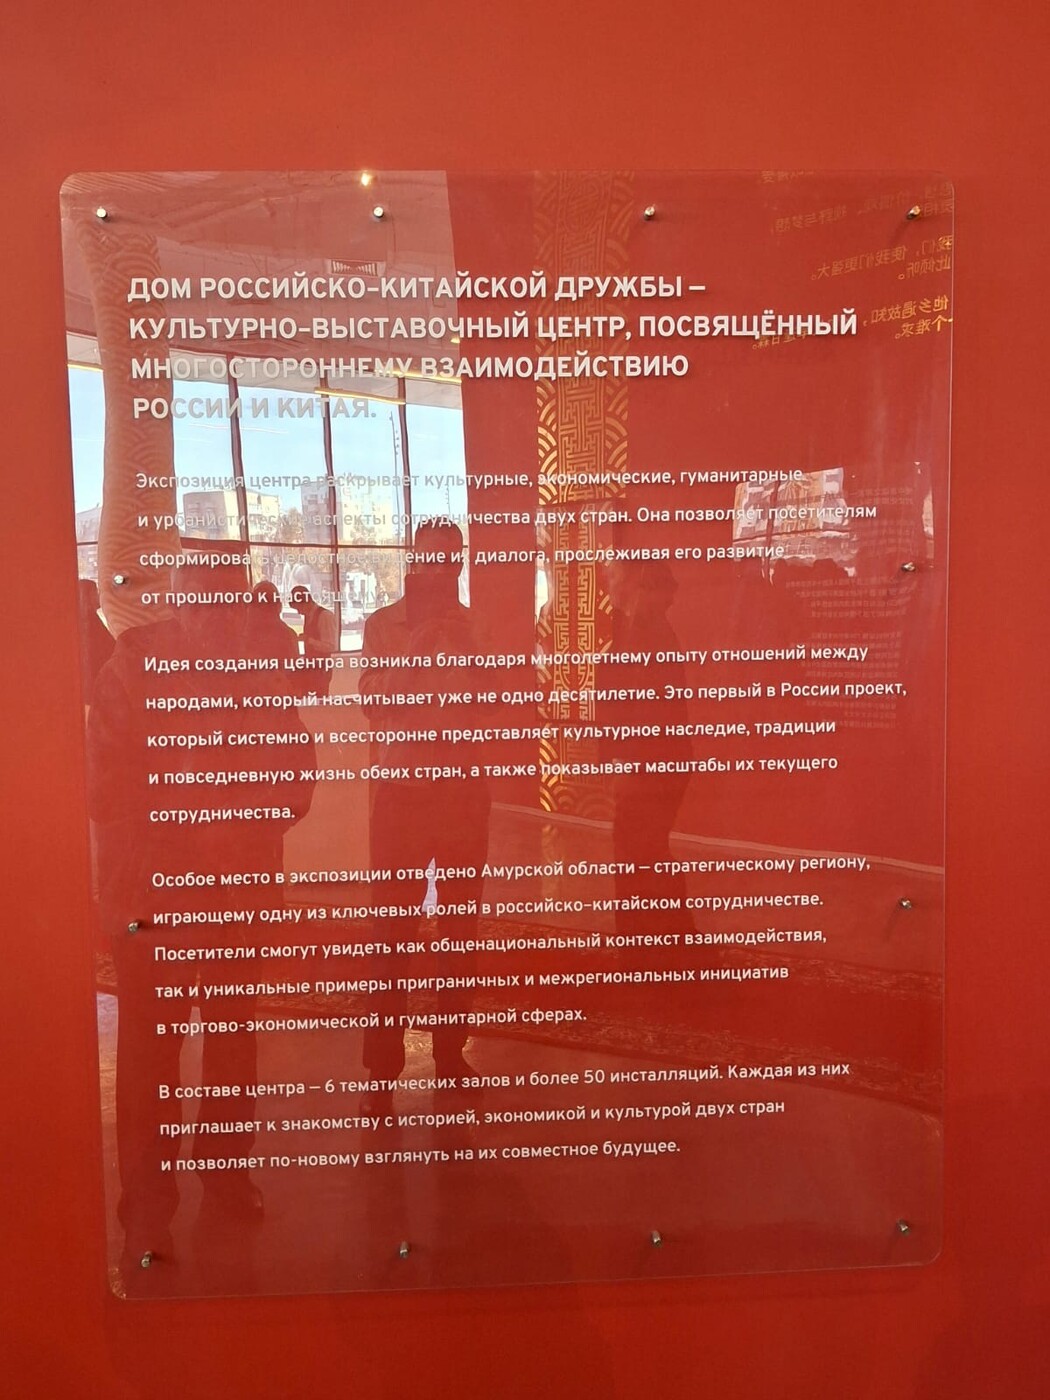 ДОМ РОССИЙСКО-КИТАЙСКОЙ ДРУЖБЫ –
КУЛЬТУРНО-ВЫСТАВОЧНЫЙ ЦЕНТР, ПОСВЯЩЁННЫЙ
МНОГОСТОРОННЕМУ ВЗАИМОДЕЙСТВИЮ
РОССИИ И КИТАЯ.
Экспозиция центра раскрывает культурные, экономические, гуманитарные
и урбанистические аспекты сотрудничества двух стран. Она позволяет посетителям
сформировать целостное видение их диалога, прослеживая его развитие
от прошлого к настоящему.
Идея создания центра возникла благодаря многолетнему опыту отношений между
народами, который насчитывает уже не одно десятилетие. Это первый в России проект,
который системно и всесторонне представляет культурное наследие, традиции
и повседневную жизнь обеих стран, а также показывает масштабы их текущего
сотрудничества.
Особое место в экспозиции отведено Амурской области – стратегическому региону,
играющему одну из ключевых ролей в российско-китайском сотрудничестве.
Посетители смогут увидеть как общенациональный контекст взаимодействия,
так и уникальные примеры приграничных и межрегиональных инициатив
в торгово-экономической и гуманитарной сферах.
В составе центра – 6 тематических залов и более 50 инсталляций. Каждая из них
приглашает к знакомству с историей, экономикой и культурой двух стран
и позволяет по-новому взглянуть на их совместное будущее.